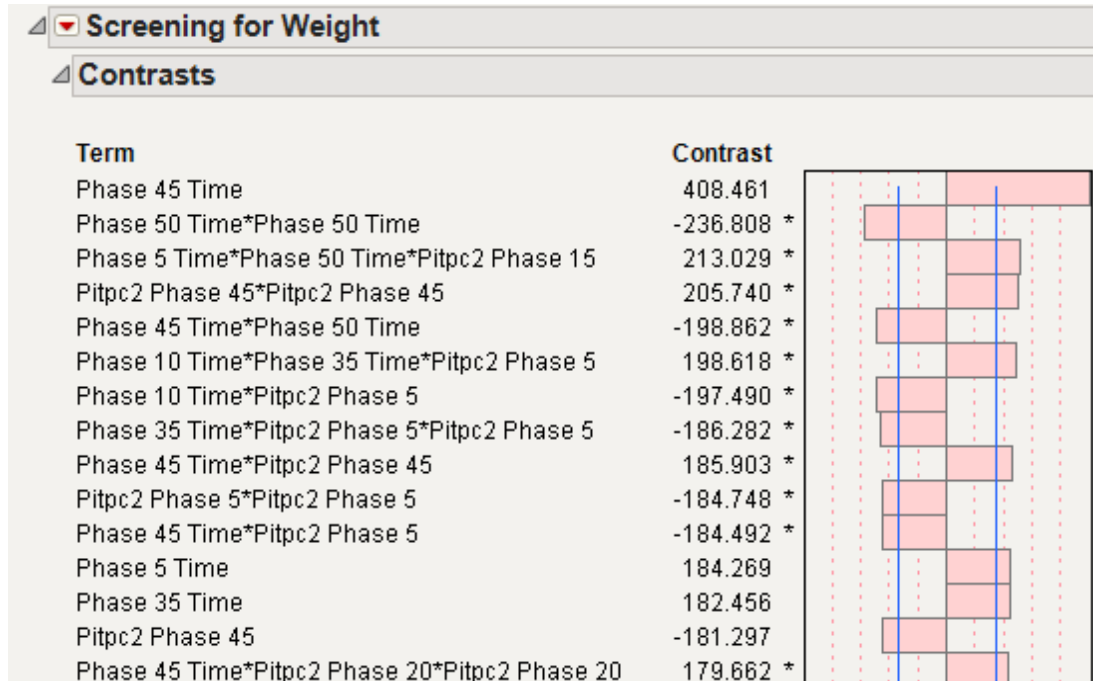 Screening for Weight
Contrasts
Term Contrast
Phase 45 Time 408.461
Phase 50 Time*Phase 50 Time -236.808 *
Phase 5 Time*Phase 50 Time*Pitpc2 Phase 15 213.029 *
Pitpc2 Phase 45*Pitpc2 Phase 45 205.740 *
Phase 45 Time*Phase 50 Time -198.862 *
Phase 10 Time*Phase 35 Time*Pitpc2 Phase 5 198.618 *
Phase 10 Time*Pitpc2 Phase 5 -197.490 *
Phase 35 Time*Pitpc2 Phase 5*Pitpc2 Phase 5 -186.282 *
Phase 45 Time*Pitpc2 Phase 45 185.903 *
Pitpc2 Phase 5*Pitpc2 Phase 5 -184.748 *
Phase 45 Time*Pitpc2 Phase 5 -184.492 *
Phase 5 Time 184.269
Phase 35 Time 182.456
Pitpc2 Phase 45 -181.297
Phase 45 Time*Pitpc2 Phase 20*Pitpc2 Phase 20 179.662 *